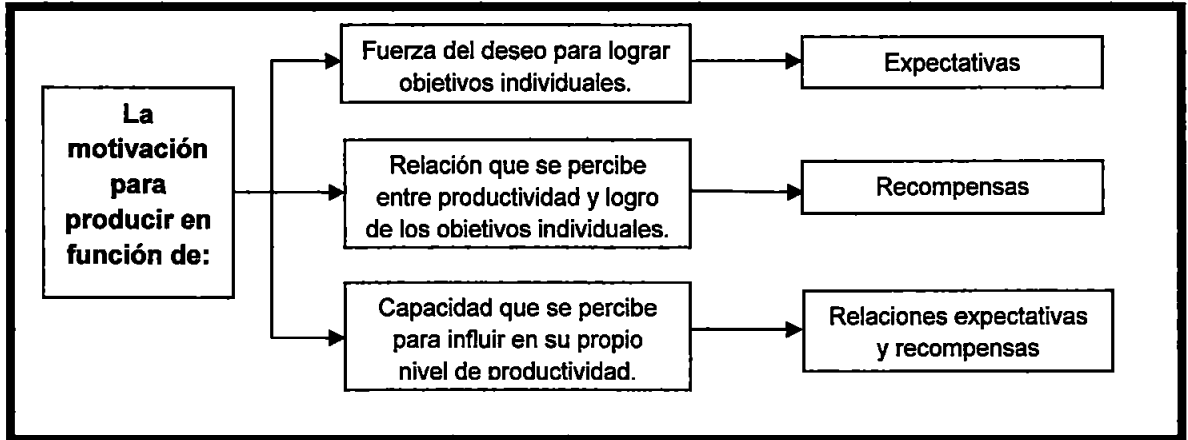 La
motivación
para
producir en
función de:
Fuerza del deseo para lograr
objetivos individuales.
Expectativas
Relación que se percibe
entre productividad y logro
de los objetivos individuales.
Recompensas
Capacidad que se percibe
para influir en su propio
nivel de productividad.
Relaciones expectativas
y recompensas